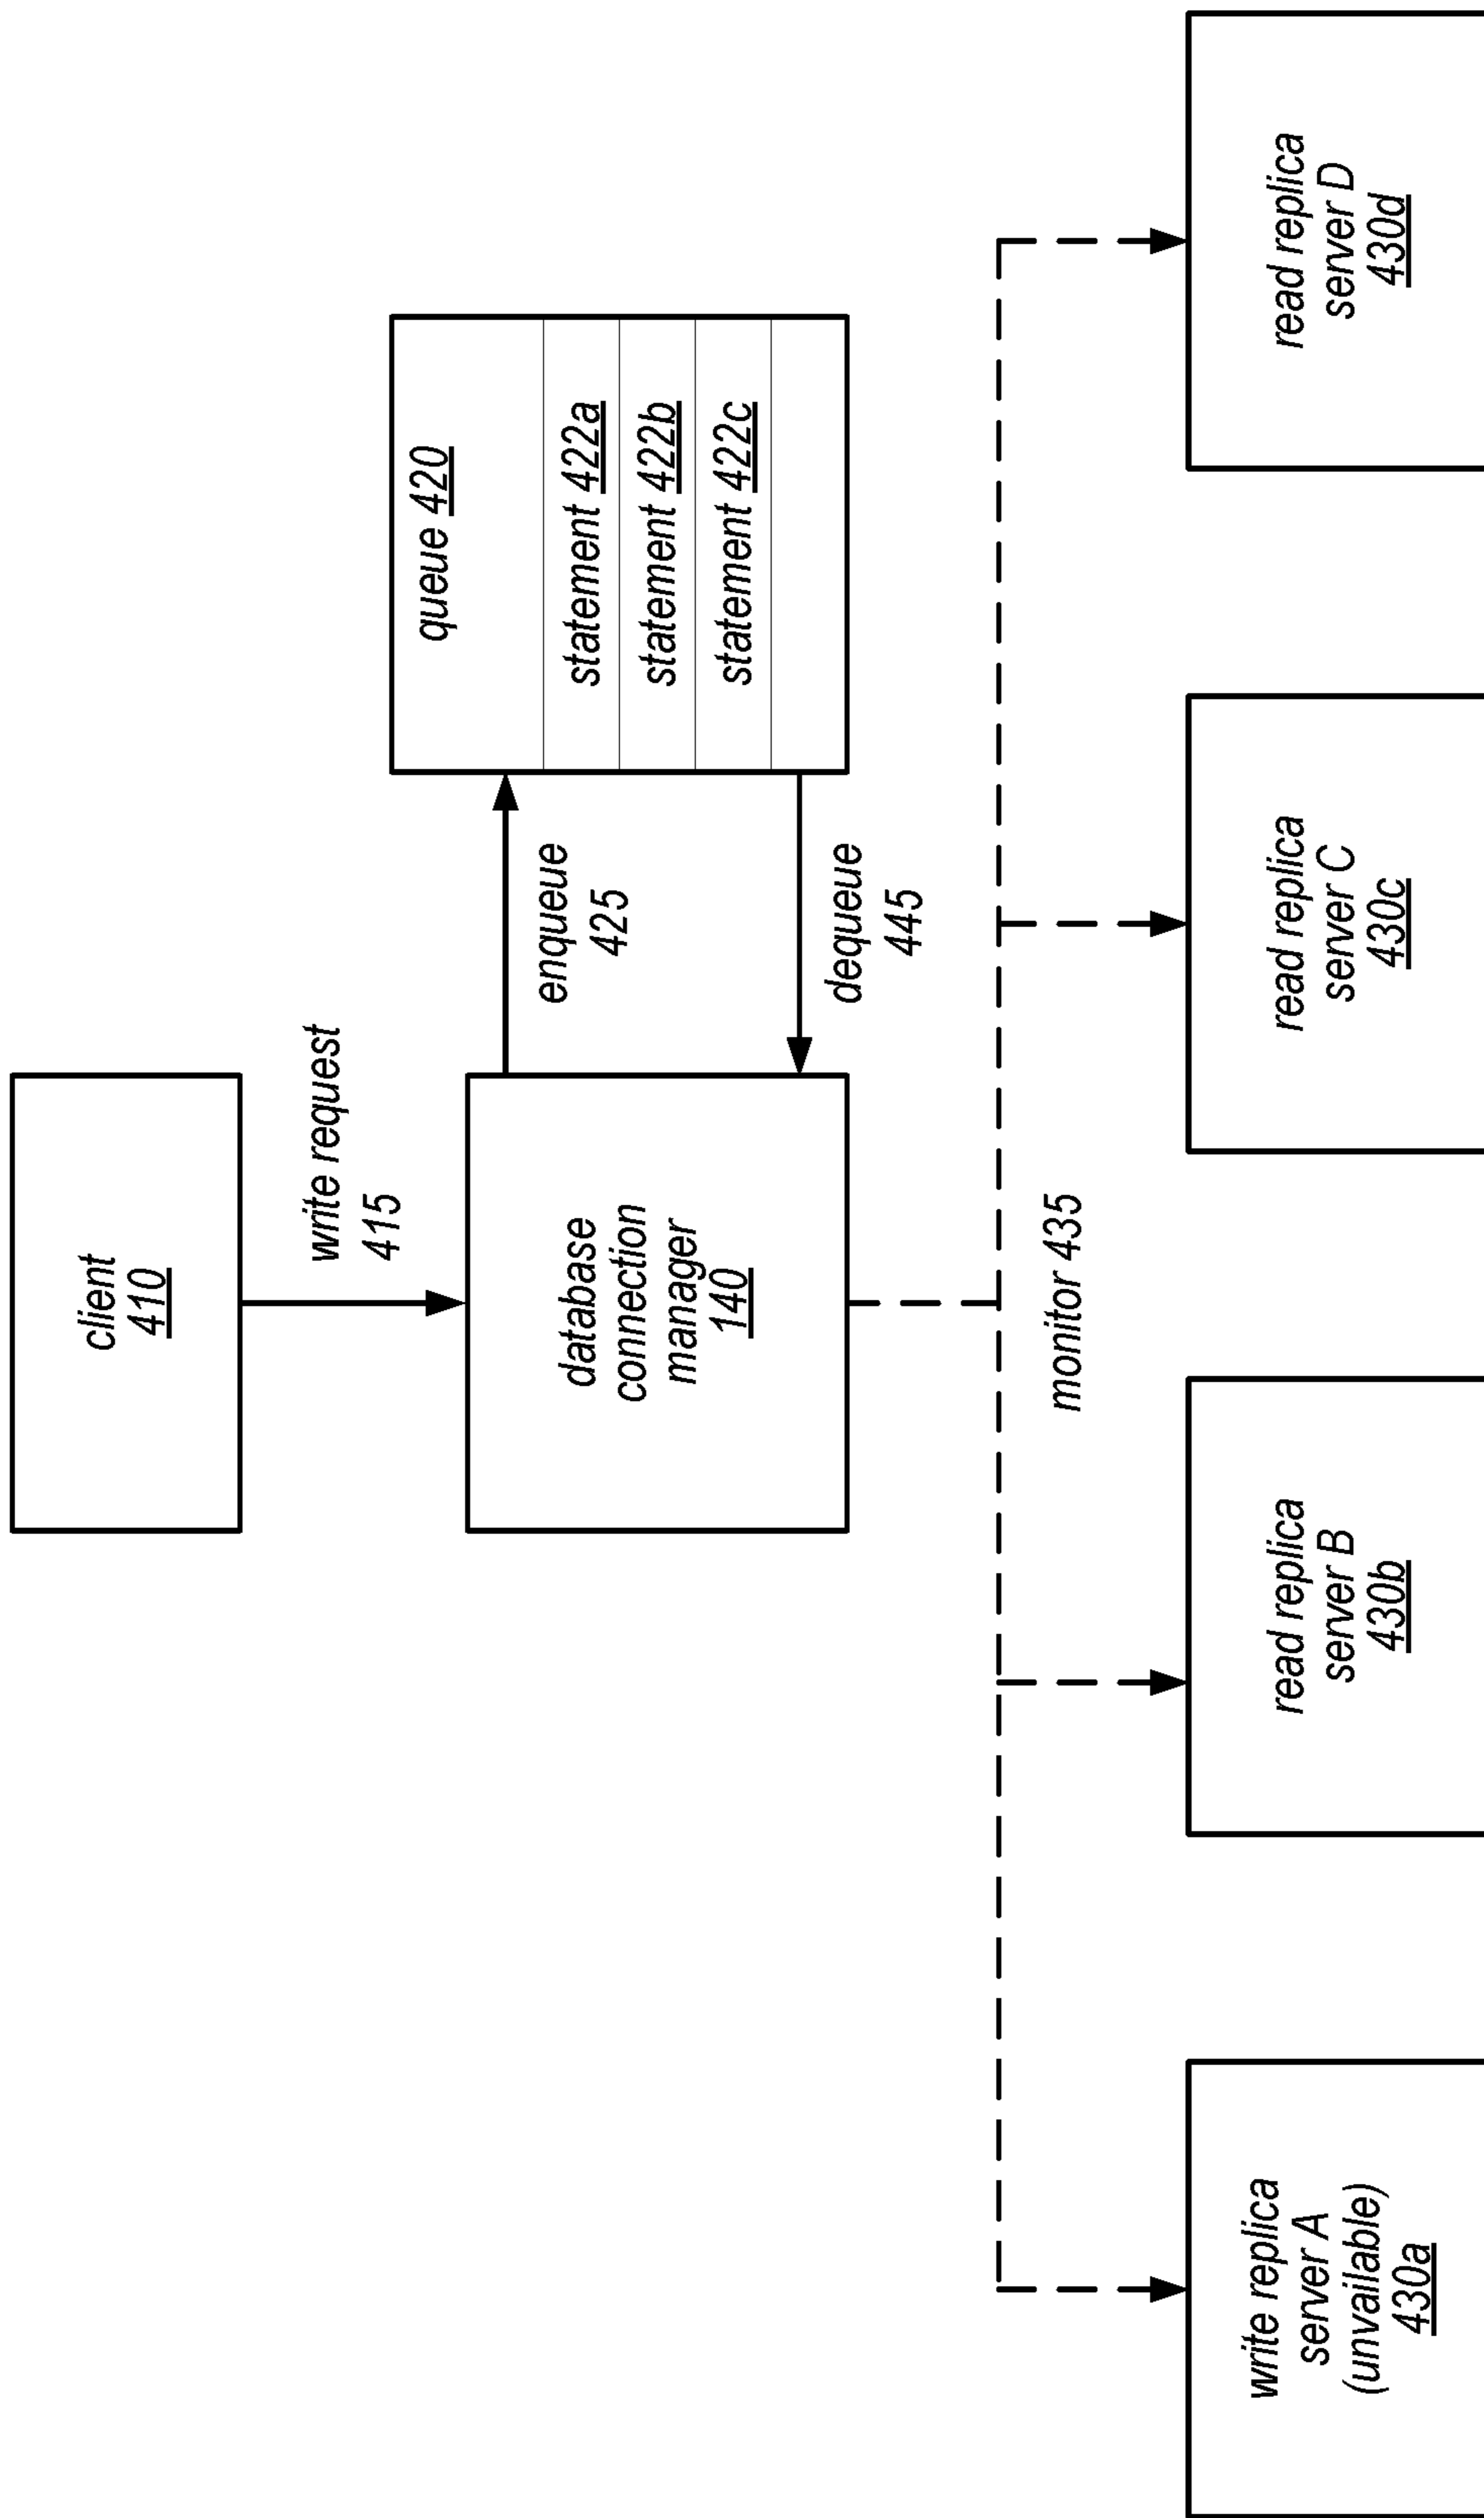 client
410
write request
415
database
connection
manager
140
enqueue
425
dequeue
445
queue 420
statement 422a
statement 422b
statement 422c
monitor 435
write replica
server A
(unvailable)
430a
read replica
server B
430b
read replica
server C
430c
read replica
server D
430d